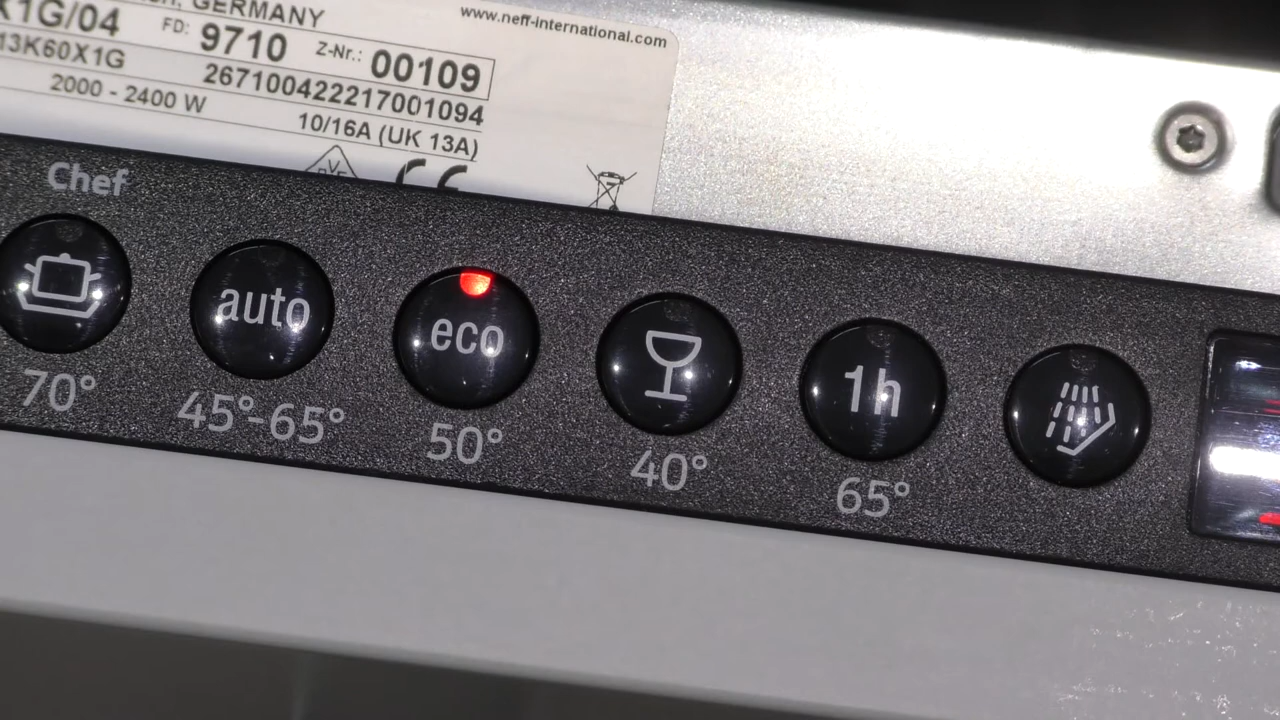 GERMANY
www.neff-international.com
X1G/04 FD: 9710 Z-Nr.: 00109
13K60X1G 267100422217001094
2000 - 2400 W 10/16A (UK 13A)
CE
Chef
auto
eco
1h
70°
45°-65°
50°
40°
65°